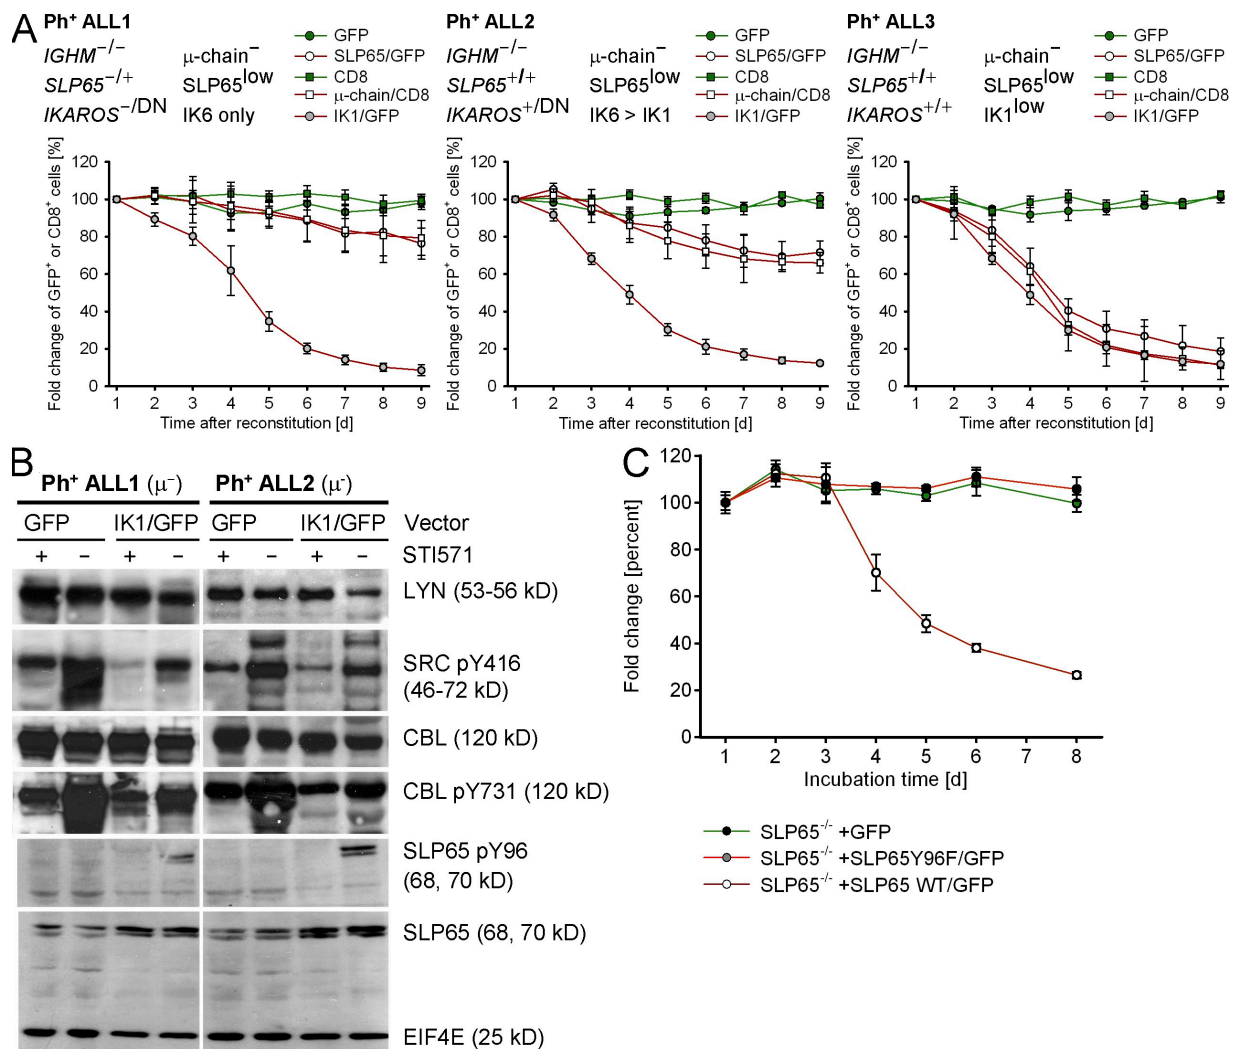 A
Ph⁺ ALL1
IGHM⁻/⁻ μ-chain⁻
SLP65⁻/⁺ SLP65low
IKAROS⁻/DN IK6 only
GFP
SLP65/GFP
CD8
μ-chain/CD8
IK1/GFP
Fold change of GFP⁺ or CD8⁺ cells [%]
120
100
80
60
40
20
0
1 2 3 4 5 6 7 8 9
Time after reconstitution [d]
Ph⁺ ALL2
IGHM⁻/⁻ μ-chain⁻
SLP65⁺/⁺ SLP65low
IKAROS⁺/DN IK6 > IK1
GFP
SLP65/GFP
CD8
μ-chain/CD8
IK1/GFP
Fold change of GFP⁺ or CD8⁺ cells [%]
120
100
80
60
40
20
0
1 2 3 4 5 6 7 8 9
Time after reconstitution [d]
Ph⁺ ALL3
IGHM⁻/⁻ μ-chain⁻
SLP65⁺/⁺ SLP65low
IKAROS⁺/⁺ IK1low
GFP
SLP65/GFP
CD8
μ-chain/CD8
IK1/GFP
Fold change of GFP⁺ or CD8⁺ cells [%]
120
100
80
60
40
20
0
1 2 3 4 5 6 7 8 9
Time after reconstitution [d]
B
Ph⁺ ALL1 (μ⁻) Ph⁺ ALL2 (μ⁻)
GFP IK1/GFP GFP IK1/GFP Vector
+ − + − + − + − STI571
LYN (53-56 kD)
SRC pY416
(46-72 kD)
CBL (120 kD)
CBL pY731 (120 kD)
SLP65 pY96
(68, 70 kD)
SLP65 (68, 70 kD)
EIF4E (25 kD)
C
Fold change [percent]
120
100
80
60
40
20
0
1 2 3 4 5 6 7 8
Incubation time [d]
SLP65⁻/⁻ +GFP
SLP65⁻/⁻ +SLP65Y96F/GFP
SLP65⁻/⁻ +SLP65 WT/GFP